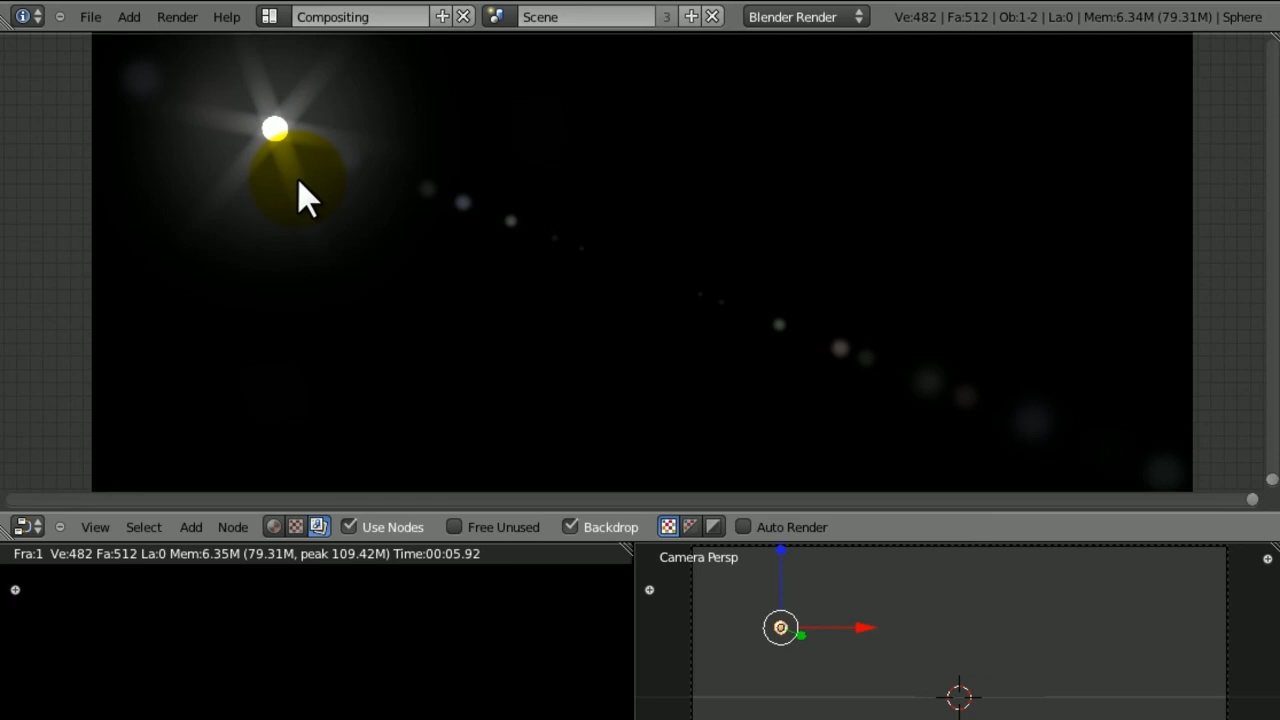 File Add Render Help Compositing Scene 3 Blender Render Ve:482 | Fa:512 | Ob:1-2 | La:0 | Mem:6.34M (79.31M) | Sphere
View Select Add Node Use Nodes Free Unused Backdrop Auto Render
Fra:1 Ve:482 Fa:512 La:0 Mem:6.35M (79.31M, peak 109.42M) Time:00:05.92
Camera Persp